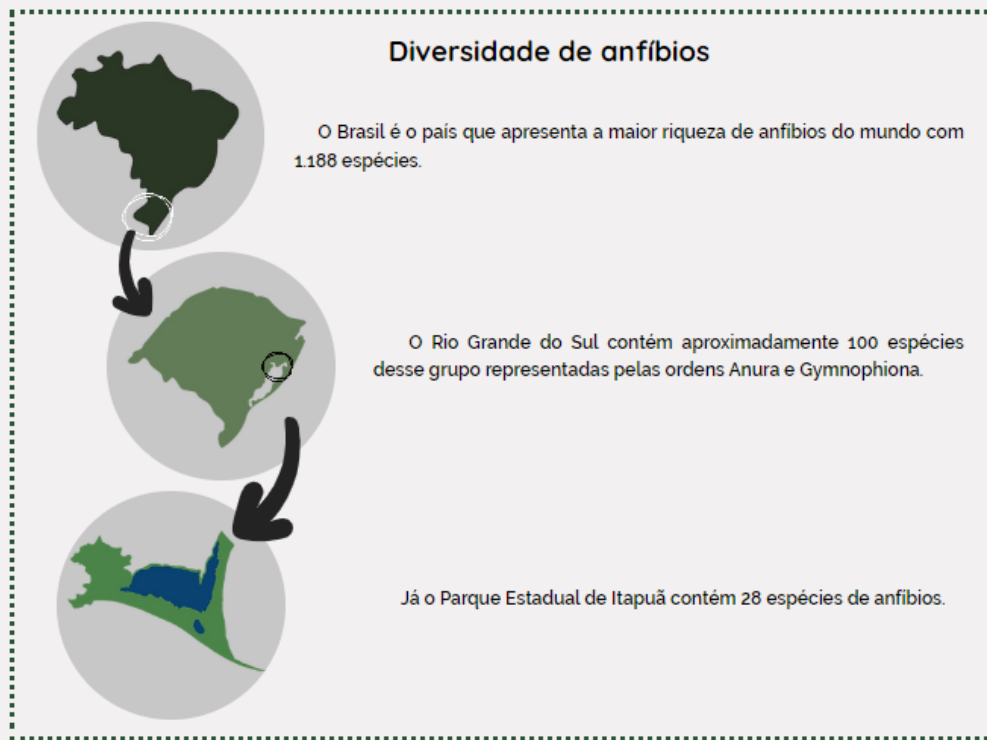 Diversidade de anfíbios
O Brasil é o país que apresenta a maior riqueza de anfíbios do mundo com
1.188 espécies.
O Rio Grande do Sul contém aproximadamente 100 espécies
desse grupo representadas pelas ordens Anura e Gymnophiona.
Já o Parque Estadual de Itapuã contém 28 espécies de anfíbios.